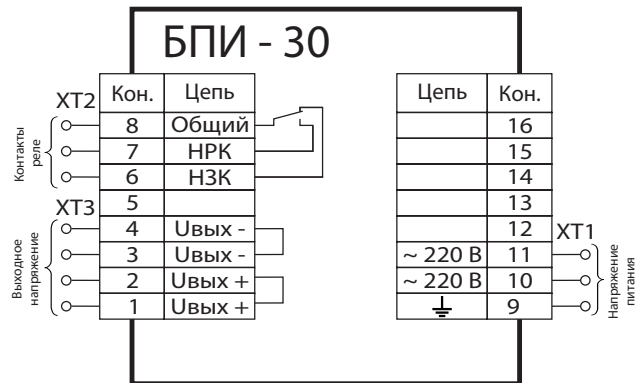 БПИ - 30
XT2
Кон. Цепь
8 Общий
7 НРК
6 НЗК
5
4 Uвых -
3 Uвых -
2 Uвых +
1 Uвых +
Контакты
реле
XT3
Выходное
напряжение
Цепь Кон.
16
15
14
13
12
~ 220 В 11
~ 220 В 10
9
XT1
Напряжение
питания